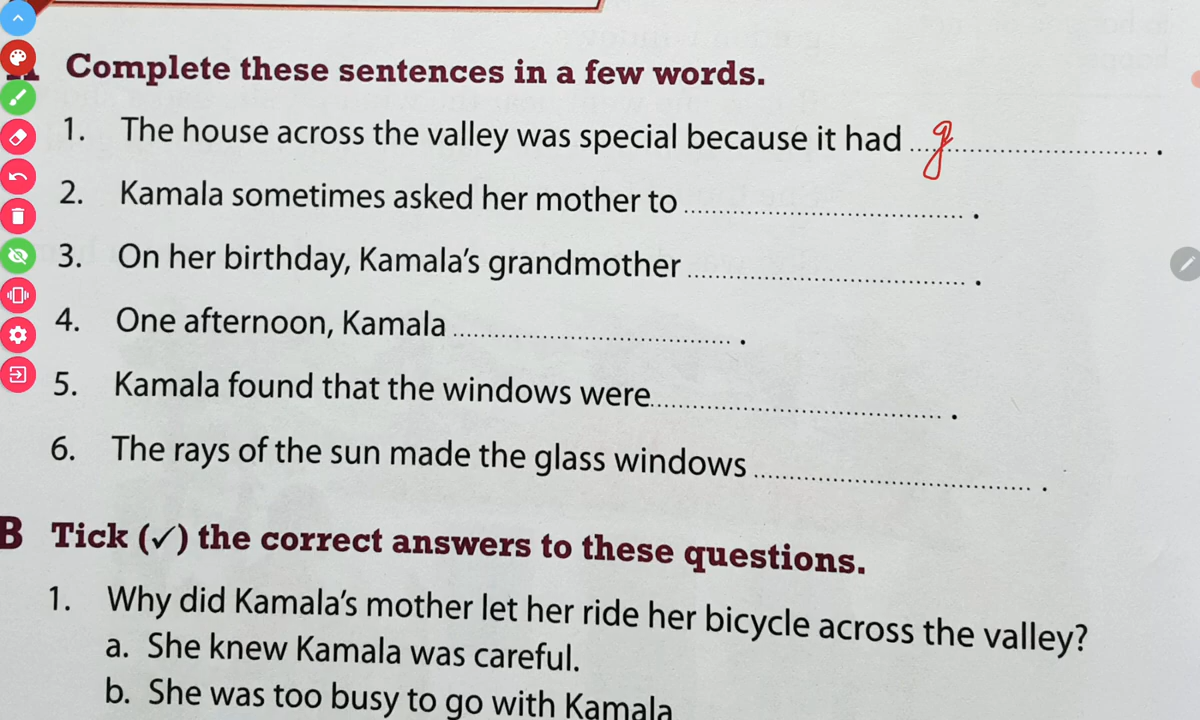 Complete these sentences in a few words.
1. The house across the valley was special because it had ..g.................... .
2. Kamala sometimes asked her mother to .............................. .
3. On her birthday, Kamala's grandmother .............................. .
4. One afternoon, Kamala .............................. .
5. Kamala found that the windows were.............................. .
6. The rays of the sun made the glass windows .............................. .
B Tick (✓) the correct answers to these questions.
1. Why did Kamala's mother let her ride her bicycle across the valley?
a. She knew Kamala was careful.
b. She was too busy to go with Kamala